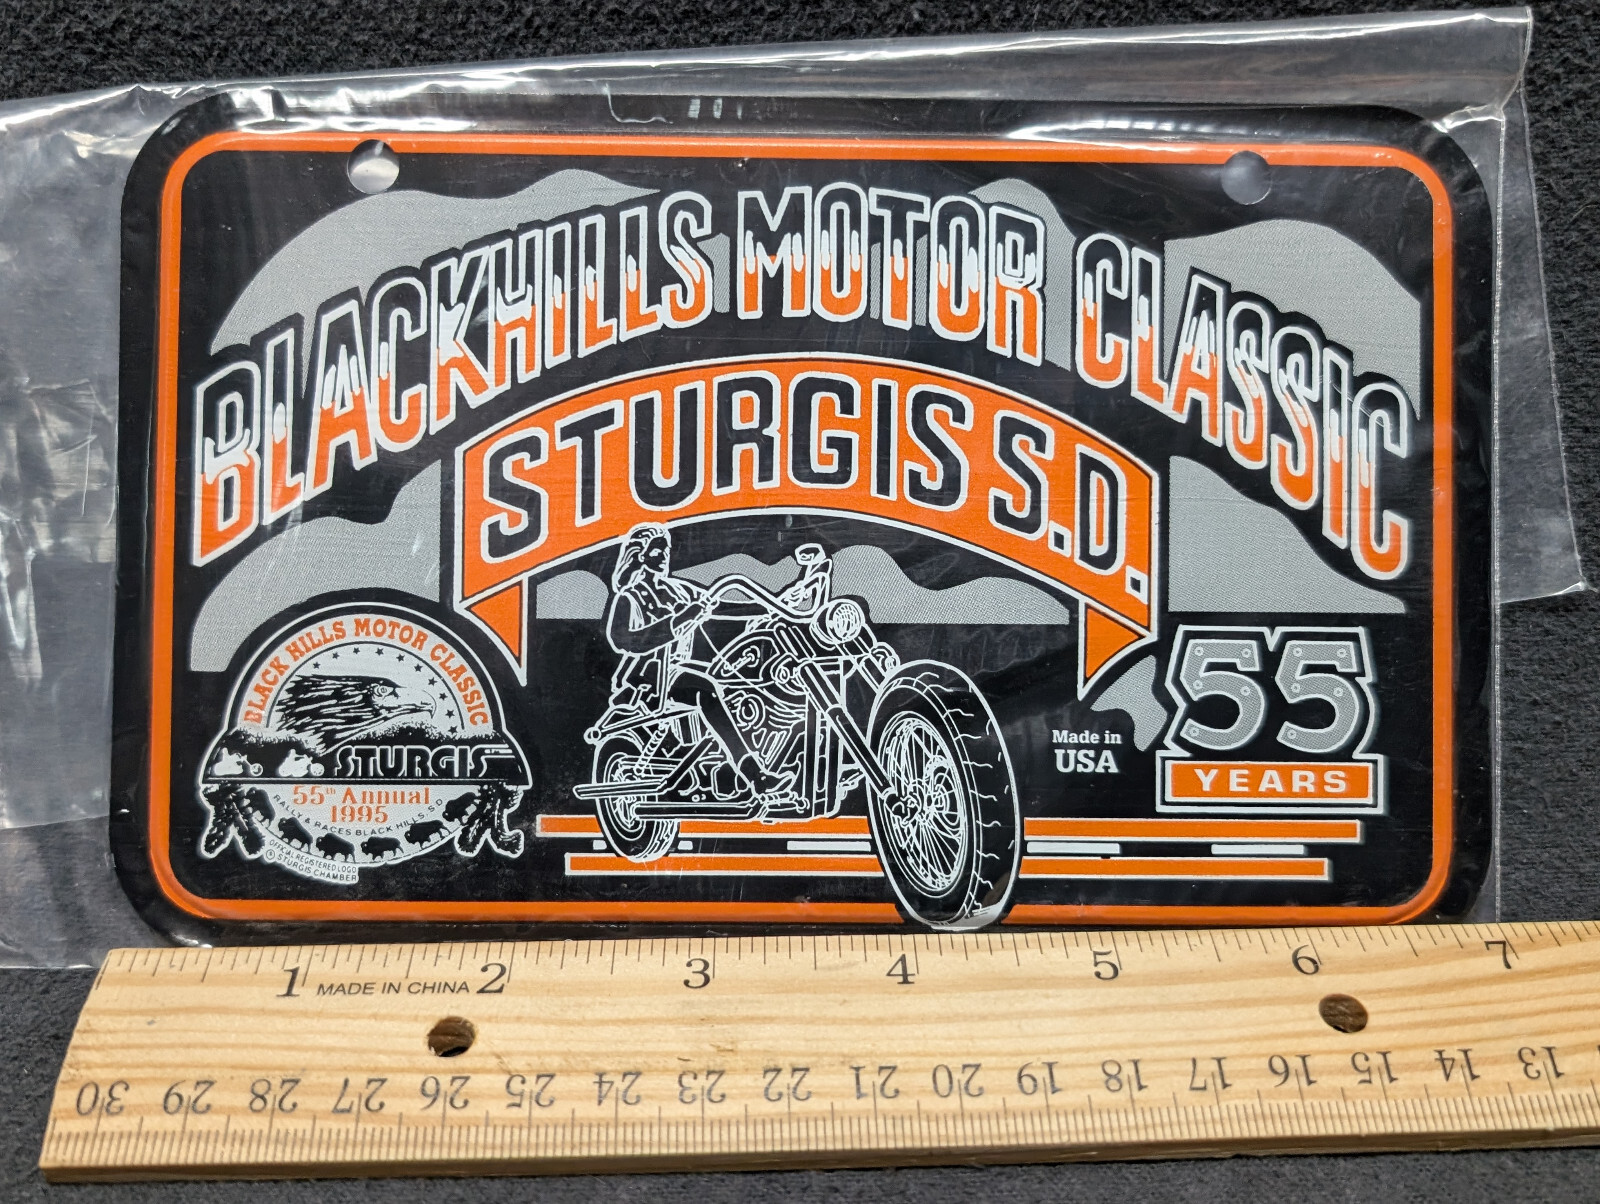 BLACKHILLS MOTOR CLASSIC
STURGIS S.D.
BLACK HILLS MOTOR CLASSIC
STURGIS
55th Annual
1995
RALLY & RACES BLACK HILLS, S.D.
OFFICIAL REGISTERED LOGO
® STURGIS CHAMBER
Made in
USA
55
YEARS
1 2 3 4 5 6 7
MADE IN CHINA
30 29 28 27 26 25 24 23 22 21 20 19 18 17 16 15 14 13